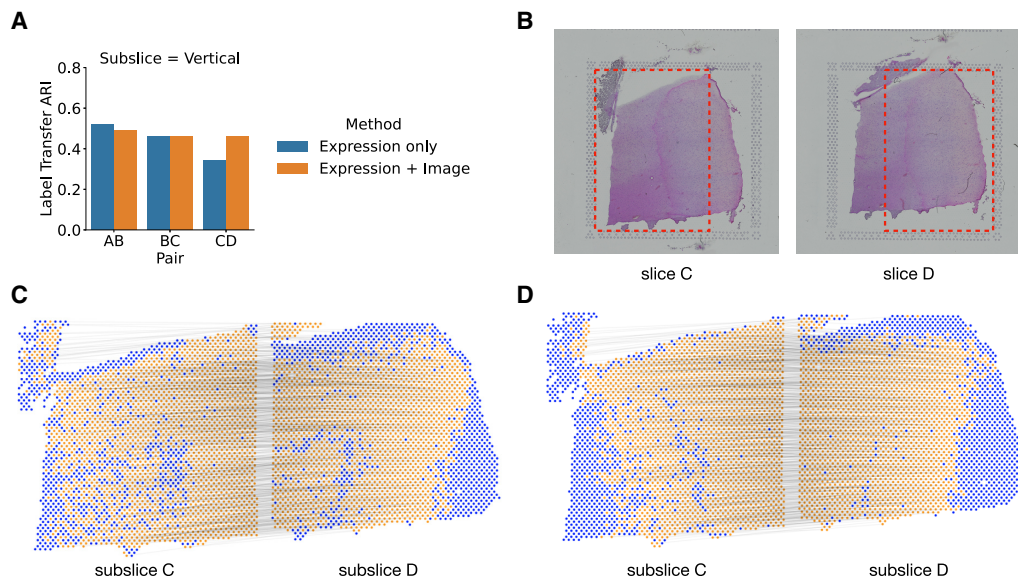 A
Subslice = Vertical
Label Transfer ARI
0.8
0.6
0.4
0.2
0.0
AB BC CD
Pair
Method
Expression only
Expression + Image
B
slice C slice D
C
subslice C subslice D
D
subslice C subslice D